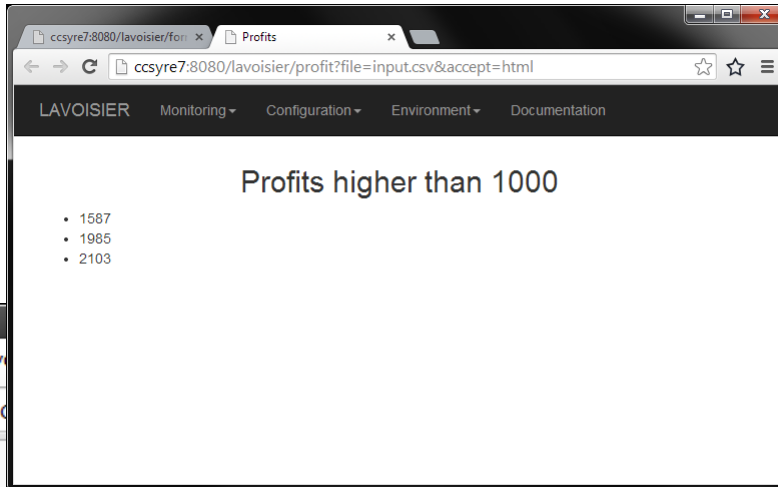 ccsyre7:8080/lavoisier/for
Profits
ccsyre7:8080/lavoisier/profit?file=input.csv&accept=html
LAVOISIER Monitoring Configuration Environment Documentation
Profits higher than 1000
1587
1985
2103